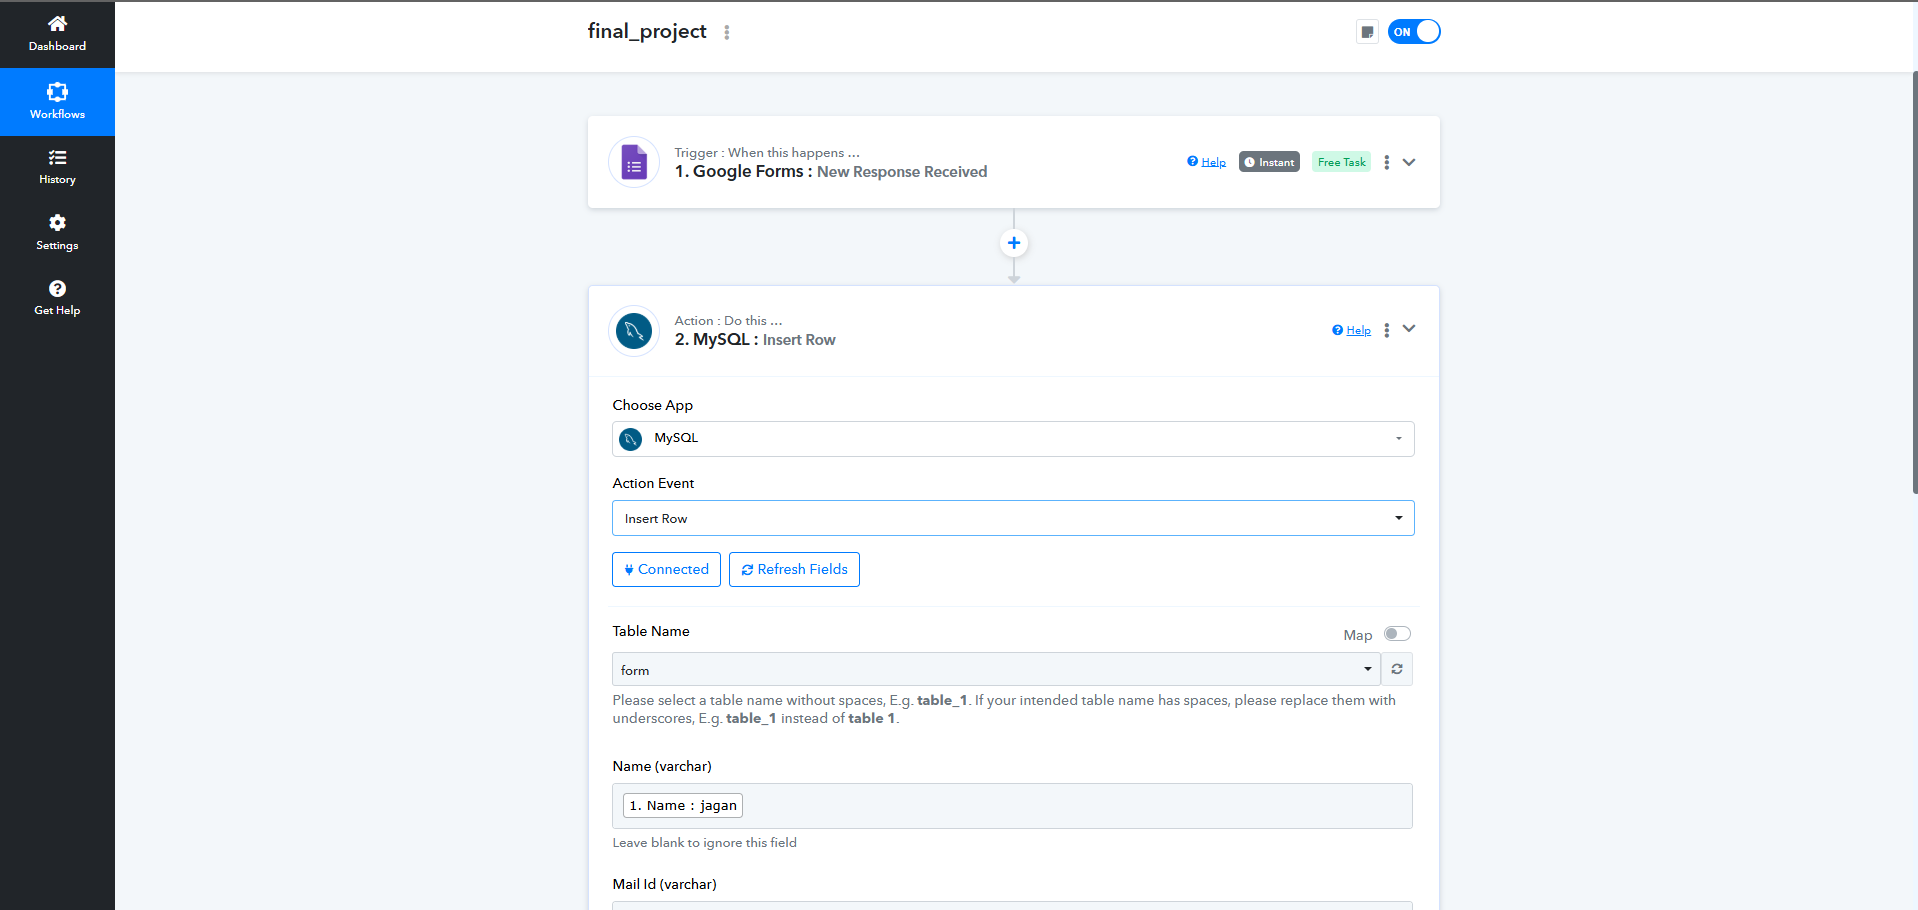 Dashboard
Workflows
History
Settings
Get Help
final_project
ON
Trigger : When this happens ...
1. Google Forms : New Response Received
Help
Instant
Free Task
+
Action : Do this ...
2. MySQL : Insert Row
Help
Choose App
MySQL
Action Event
Insert Row
Connected
Refresh Fields
Table Name
Map
form
Please select a table name without spaces, E.g. table_1. If your intended table name has spaces, please replace them with
underscores, E.g. table_1 instead of table 1.
Name (varchar)
1. Name : jagan
Leave blank to ignore this field
Mail Id (varchar)